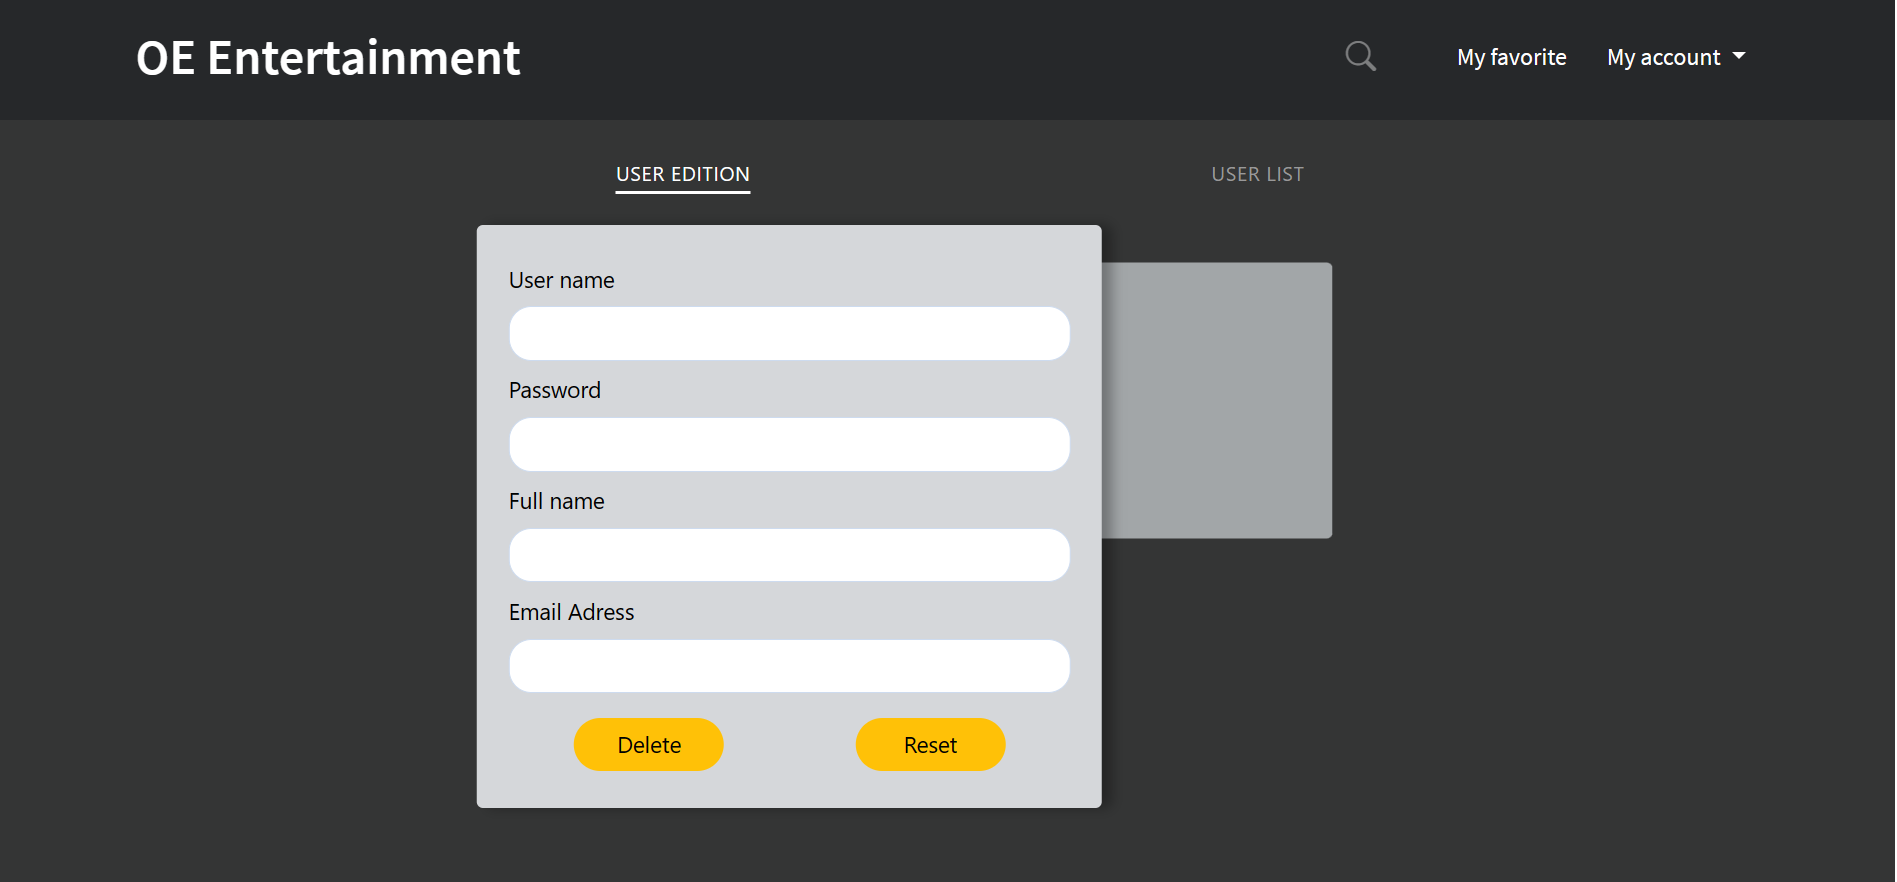 OE Entertainment
My favorite
My account
USER EDITION
USER LIST
User name
Password
Full name
Email Adress
Delete
Reset